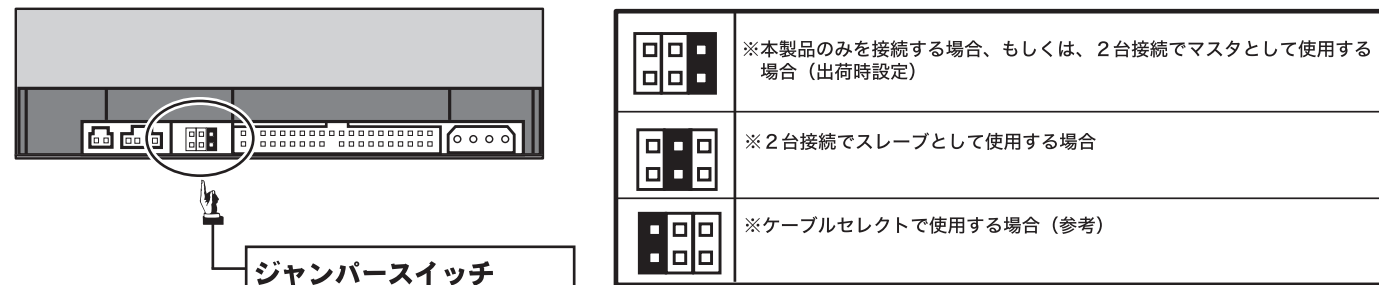 ジャンパースイッチ
※本製品のみを接続する場合、もしくは、２台接続でマスタとして使用する
場合（出荷時設定）
※２台接続でスレーブとして使用する場合
※ケーブルセレクトで使用する場合（参考）